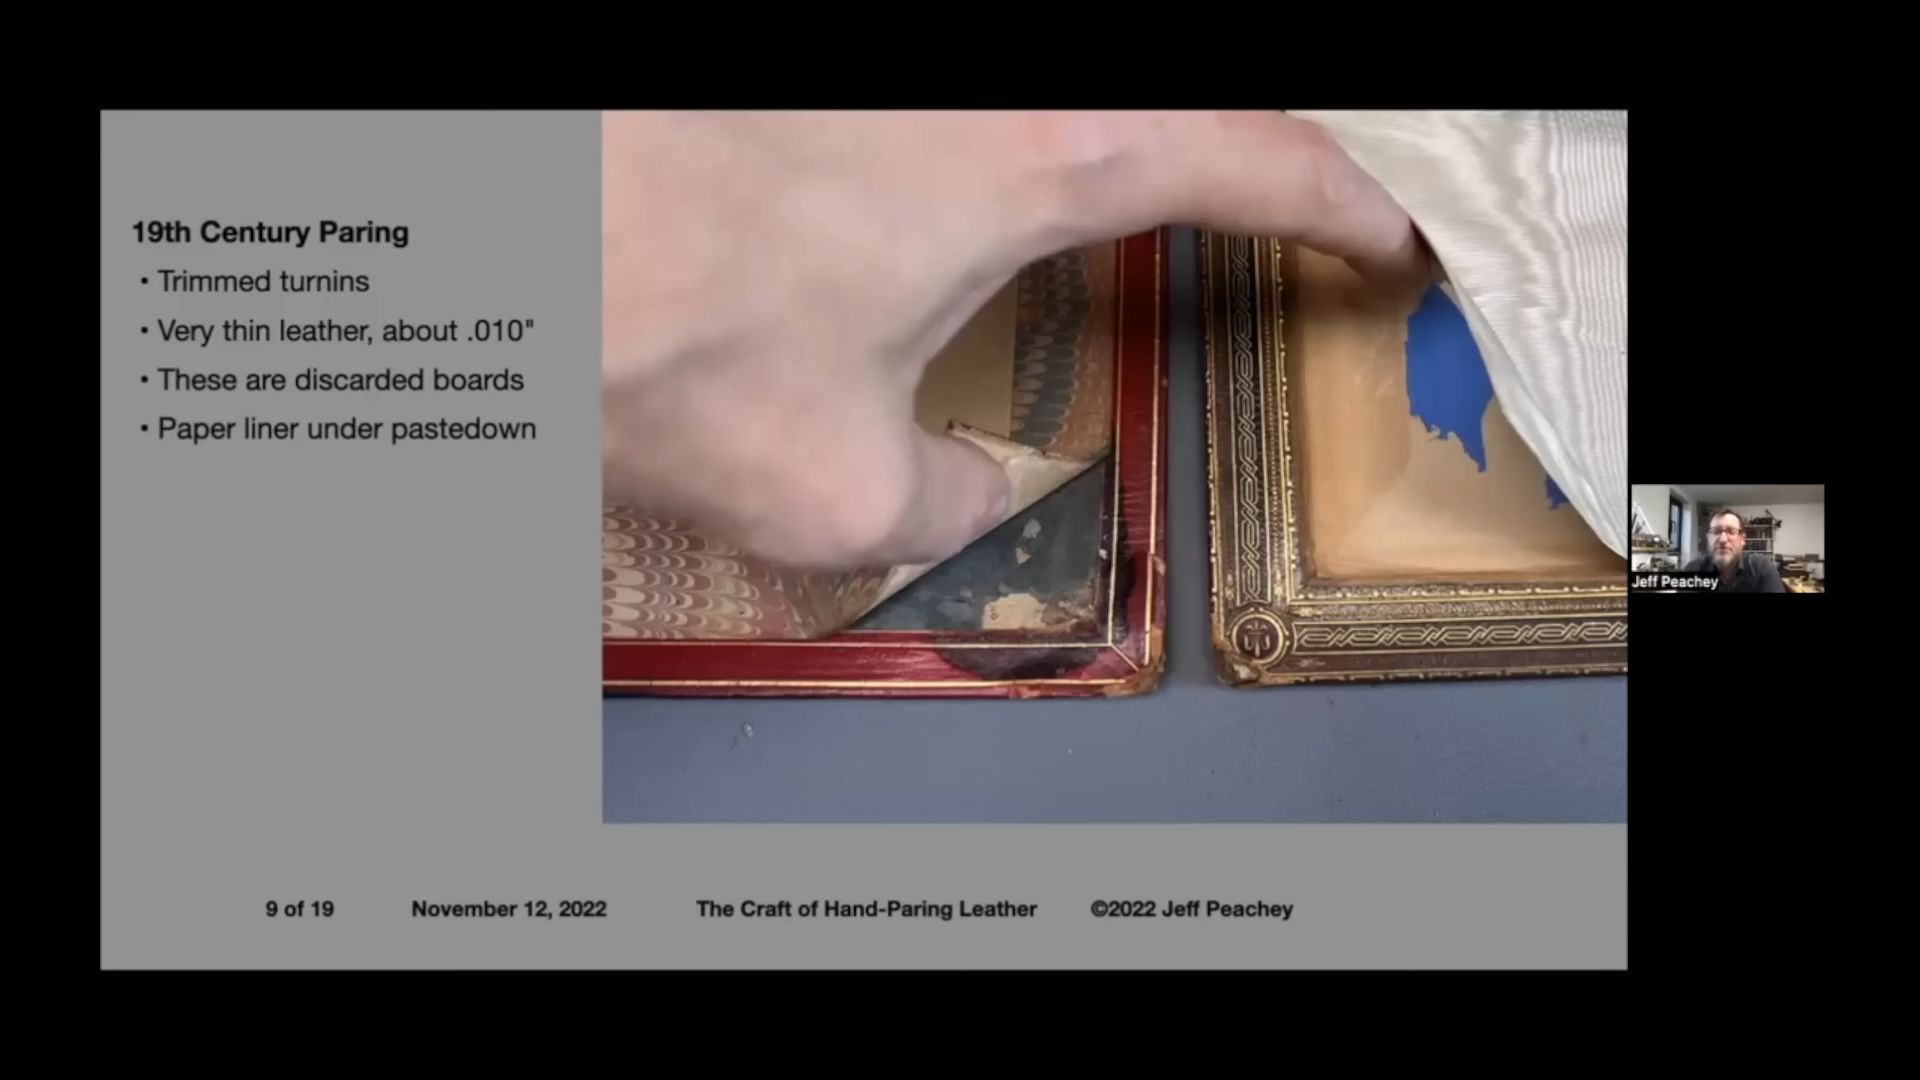 19th Century Paring
• Trimmed turnins
• Very thin leather, about .010"
• These are discarded boards
• Paper liner under pastedown
Jeff Peachey
9 of 19 November 12, 2022 The Craft of Hand-Paring Leather ©2022 Jeff Peachey